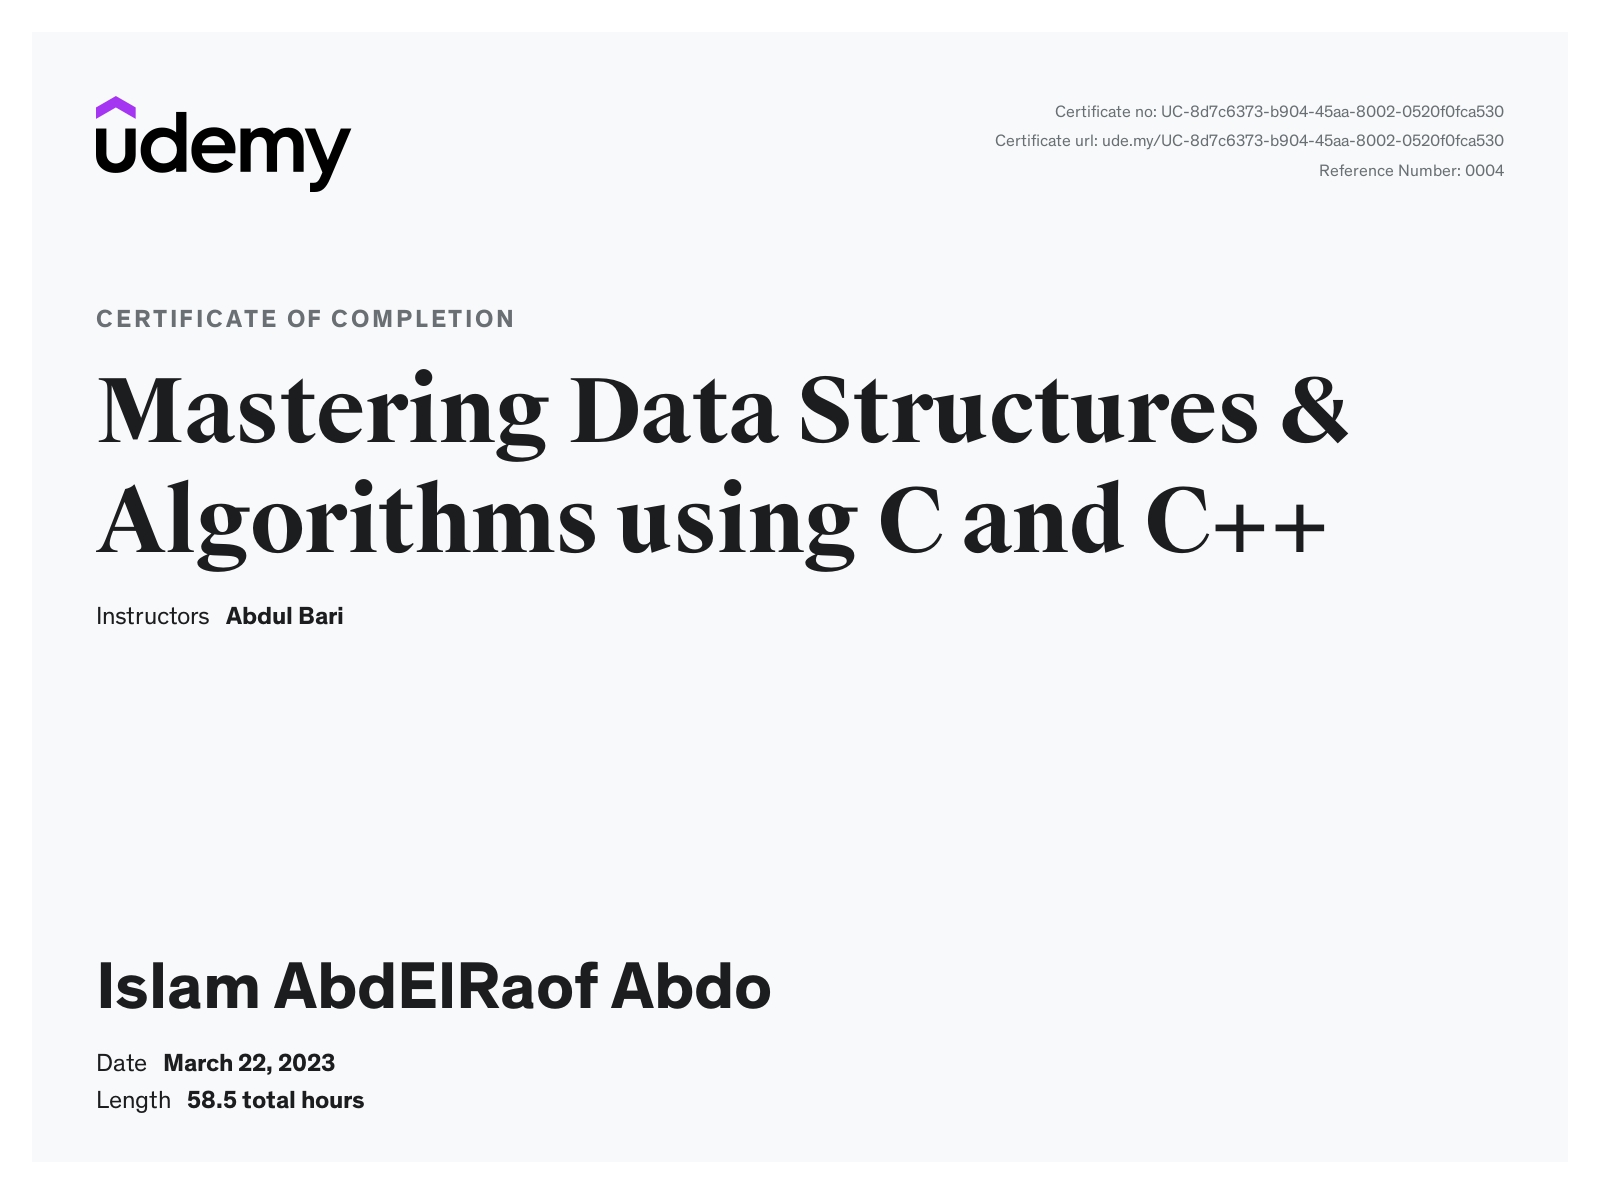 udemy
Certificate no: UC-8d7c6373-b904-45aa-8002-0520f0fca530
Certificate url: ude.my/UC-8d7c6373-b904-45aa-8002-0520f0fca530
Reference Number: 0004
CERTIFICATE OF COMPLETION
Mastering Data Structures &
Algorithms using C and C++
Instructors Abdul Bari
Islam AbdElRaof Abdo
Date March 22, 2023
Length 58.5 total hours